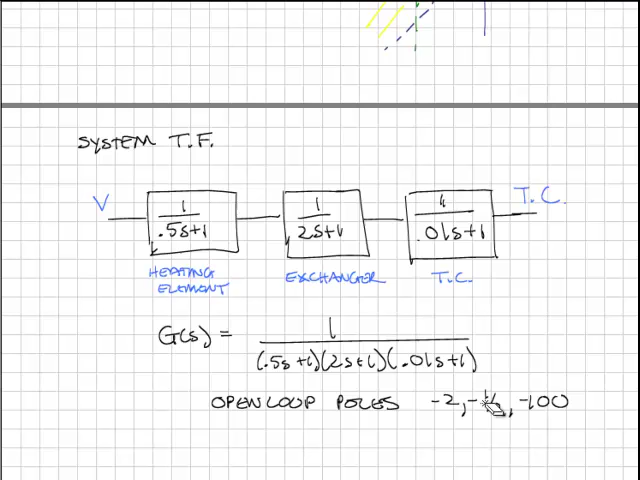 SYSTEM T.F.
V 1 1 1 T.C.
.5s+1 2s+1 .01s+1
HEATING ELEMENT EXCHANGER T.C.
G(s) = 1
(.5s+1)(2s+1)(.01s+1)
OPEN LOOP POLES -2, , -100